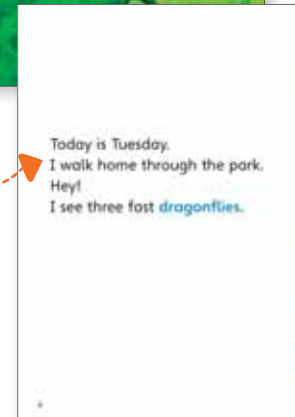 Today is Tuesday.
I walk home through the park.
Hey!
I see three fast dragonflies.